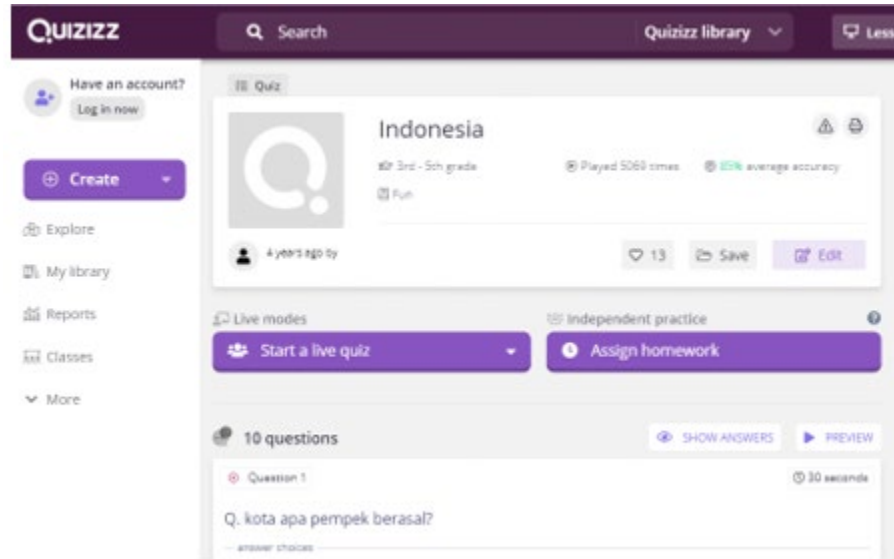 QUIZIZZ
Search
Quizizz library
Less
Have an account?
Log in now
Create
Explore
My library
Reports
Classes
More
Quiz
Indonesia
3rd - 5th grade
Played 5069 times
85% average accuracy
Fun
4 years ago by
13
Save
Edit
Live modes
Start a live quiz
Independent practice
Assign homework
10 questions
SHOW ANSWERS
PREVIEW
Question 1
30 seconds
Q. kota apa pempek berasal?
answer choices